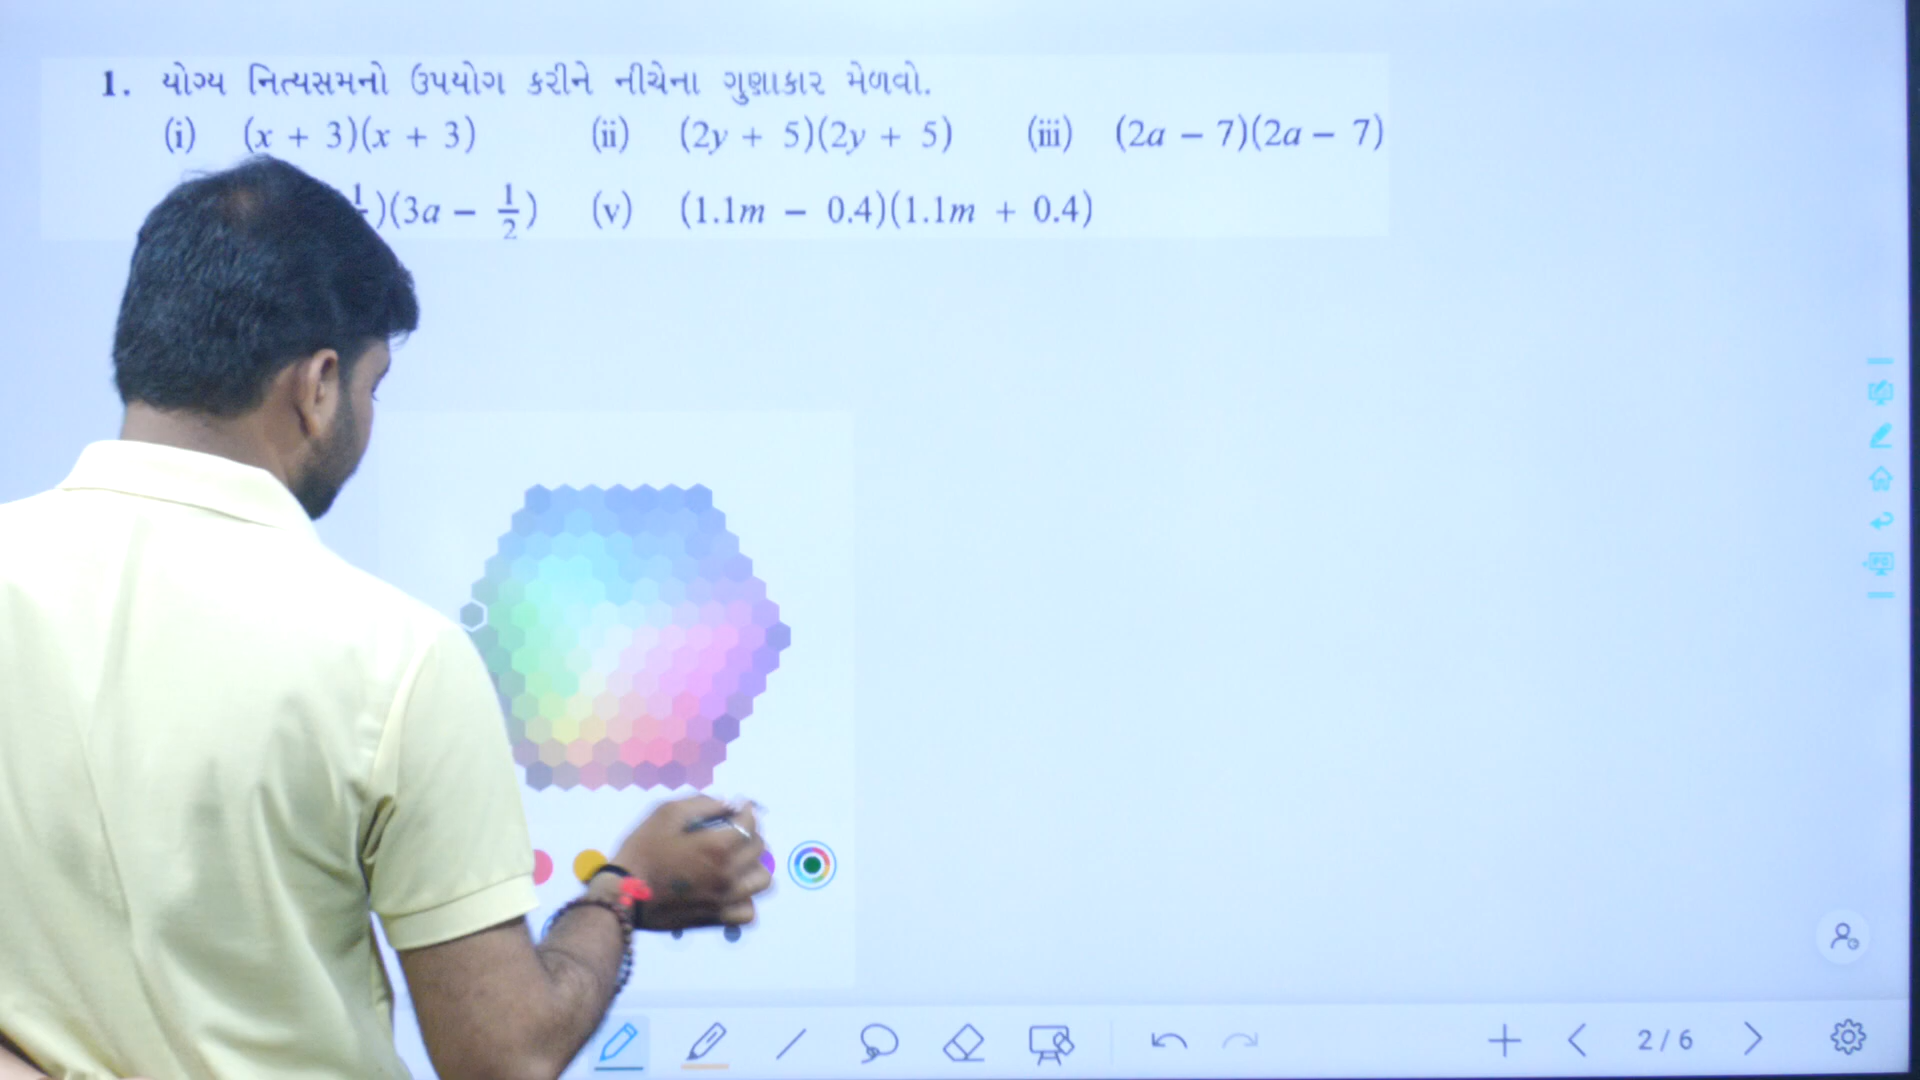 1. યોગ્ય નિત્યસમનો ઉપયોગ કરીને નીચેના ગુણાકાર મેળવો.
(i) (x + 3)(x + 3) (ii) (2y + 5)(2y + 5) (iii) (2a – 7)(2a – 7)
)(3a – 1/2) (v) (1.1m – 0.4)(1.1m + 0.4)
2/6